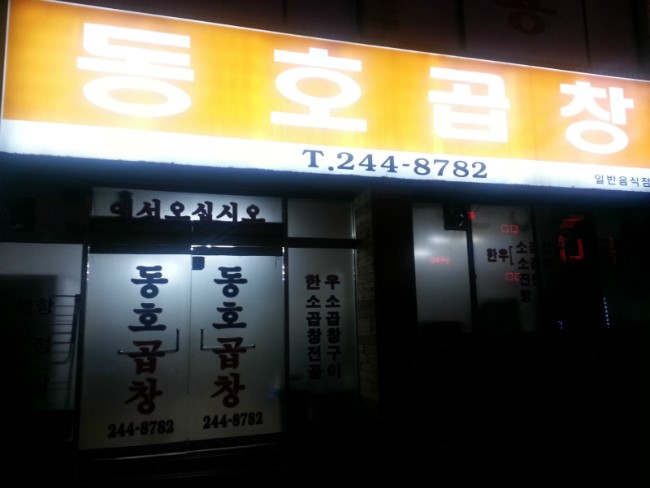 동호곱창
T.244-8782
일반음식점
어서오십시오
동호곱창
244-8782
동호곱창
244-8782
한우
소곱창전골
소곱창구이
한우[